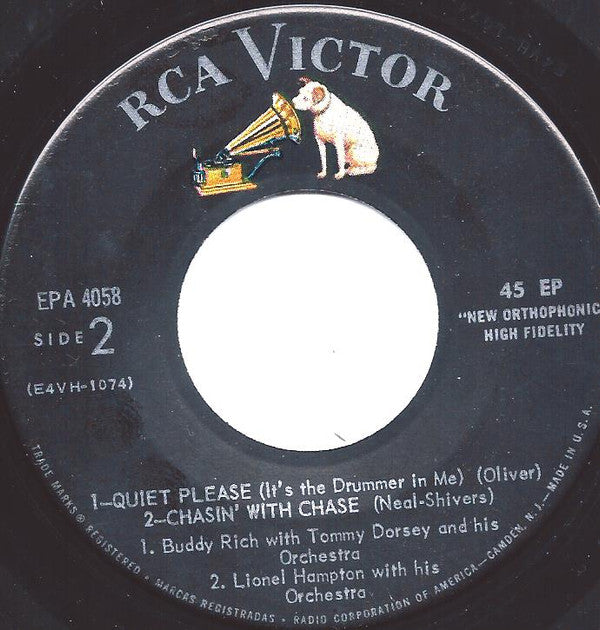 RCA VICTOR
EPA 4058
SIDE 2
(E4VH-1074)
45 EP
"NEW ORTHOPHONIC
HIGH FIDELITY
1-QUIET PLEASE (It's the Drummer in Me) (Oliver)
2-CHASIN' WITH CHASE (Neal-Shivers)
1. Buddy Rich with Tommy Dorsey and his
Orchestra
2. Lionel Hampton with his
Orchestra
TRADE MARKS ® REGISTERED • MARCAS REGISTRADAS • RADIO CORPORATION OF AMERICA—CAMDEN, N.J.—MADE IN U.S.A.